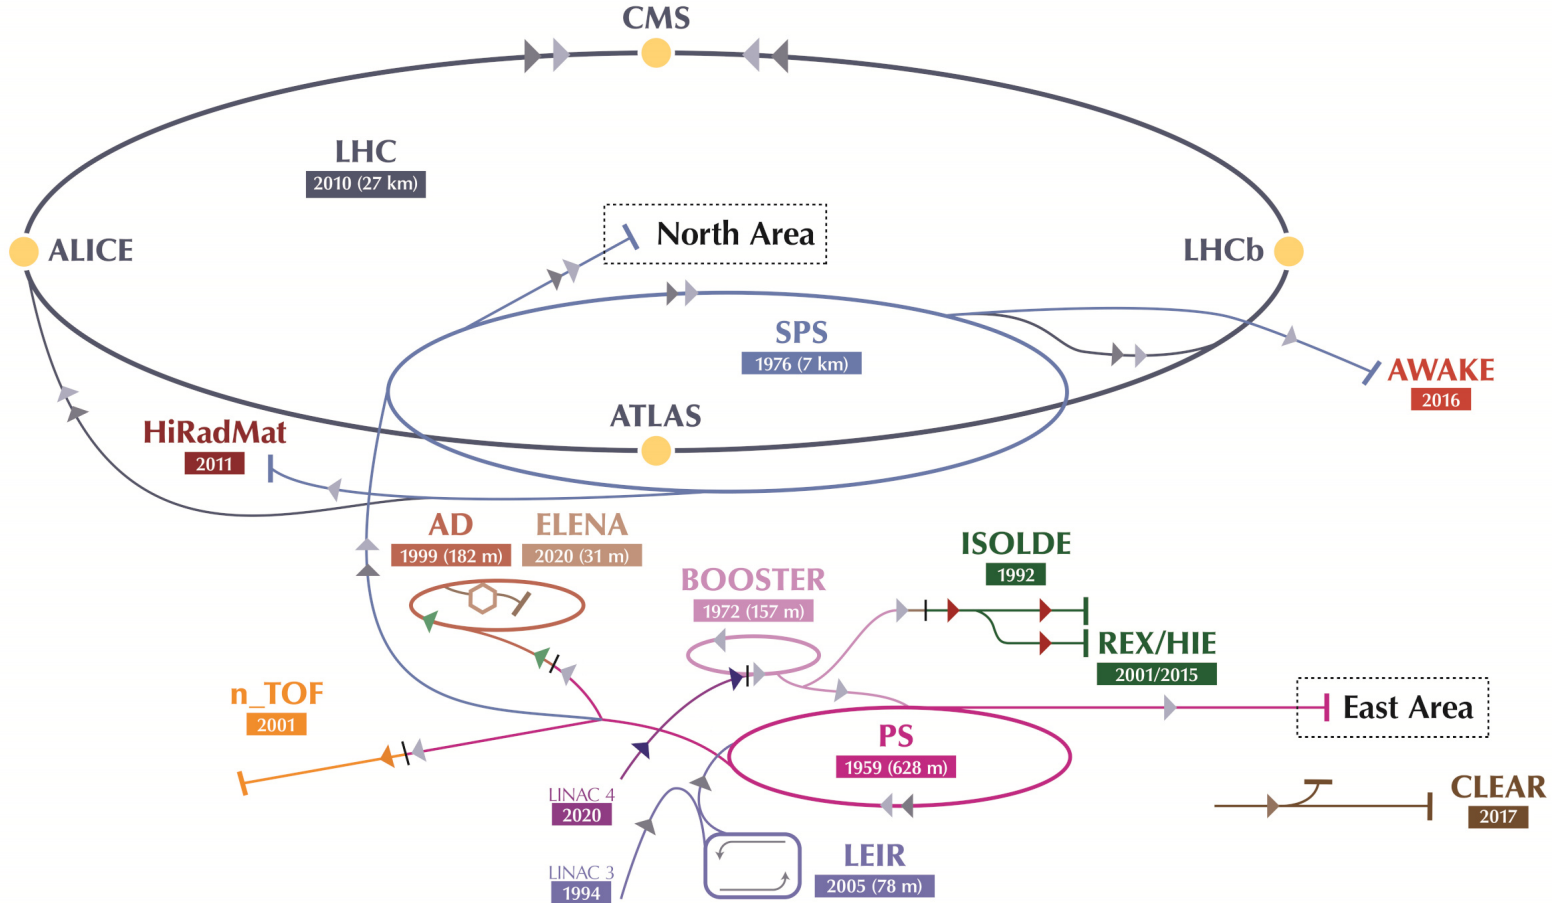 CMS
LHC
2010 (27 km)
North Area
ALICE
LHCb
SPS
1976 (7 km)
AWAKE
2016
ATLAS
HiRadMat
2011
AD
1999 (182 m)
ELENA
2020 (31 m)
ISOLDE
1992
BOOSTER
1972 (157 m)
REX/HIE
2001/2015
n_TOF
2001
East Area
PS
1959 (628 m)
LINAC 4
2020
CLEAR
2017
LEIR
2005 (78 m)
LINAC 3
1994